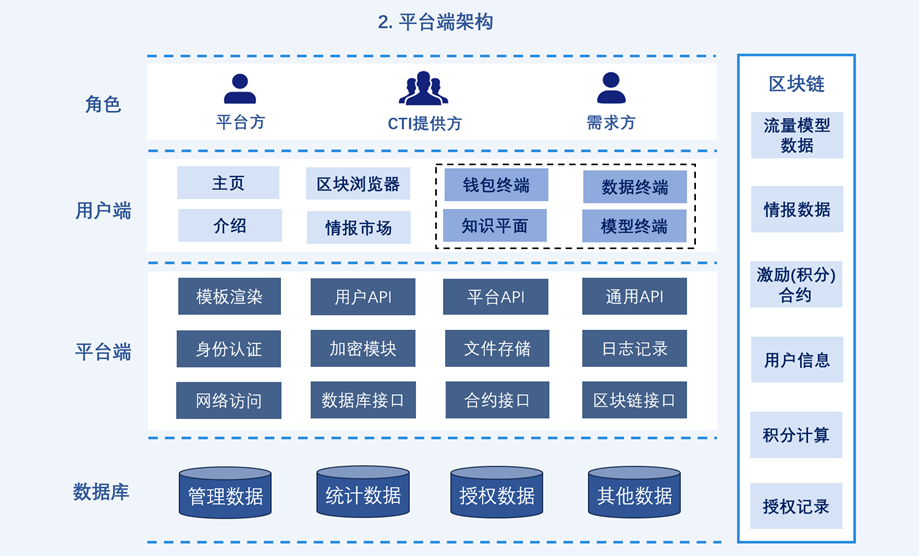 2. 平台端架构
角色
平台方
CTI提供方
需求方
用户端
主页
区块浏览器
钱包终端
数据终端
介绍
情报市场
知识平面
模型终端
平台端
模板渲染
用户API
平台API
通用API
身份认证
加密模块
文件存储
日志记录
网络访问
数据库接口
合约接口
区块链接口
数据库
管理数据
统计数据
授权数据
其他数据
区块链
流量模型
数据
情报数据
激励(积分)
合约
用户信息
积分计算
授权记录